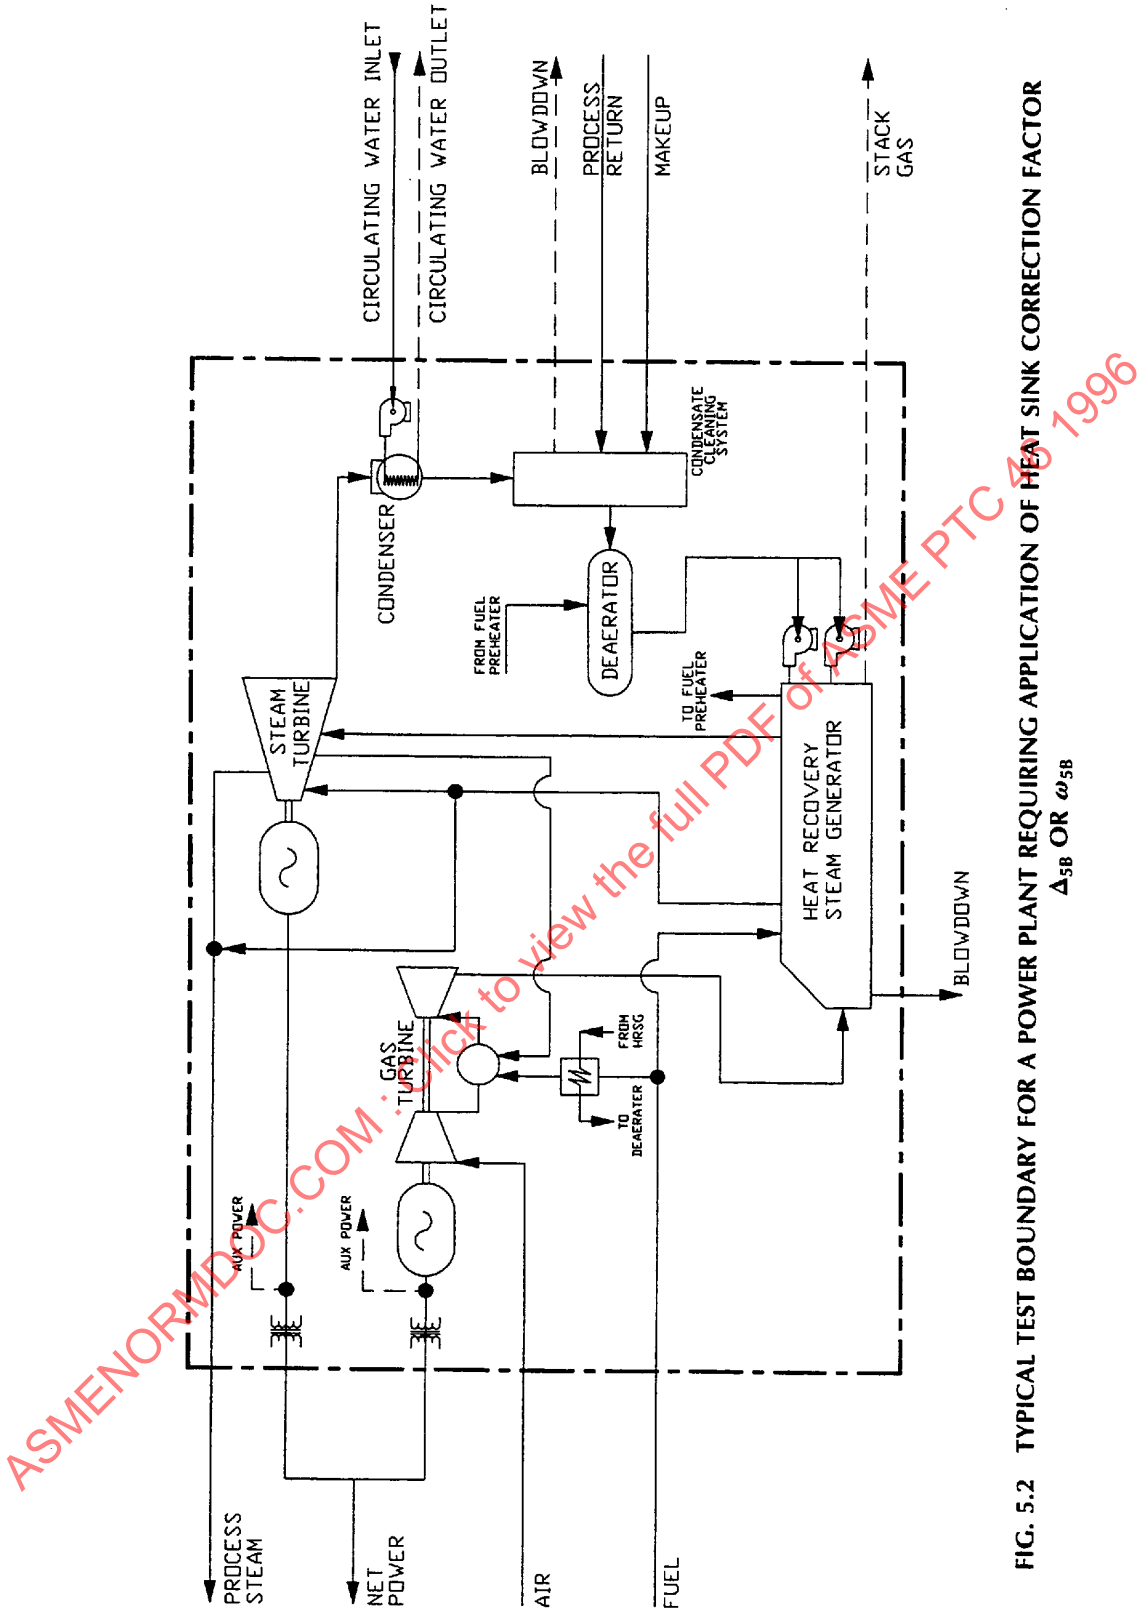 PROCESS
STEAM
NET
POWER
AIR
FUEL
AUX POWER
AUX POWER
STEAM
TURBINE
GAS
TURBINE
FROM
HRSG
TO
DEAERATER
CONDENSER
CIRCULATING WATER INLET
CIRCULATING WATER OUTLET
FROM FUEL
PREHEATER
DEAERATOR
CONDENSATE
CLEANING
SYSTEM
BLOWDOWN
PROCESS
RETURN
MAKEUP
TO FUEL
PREHEATER
HEAT RECOVERY
STEAM GENERATOR
BLOWDOWN
STACK
GAS
FIG. 5.2 TYPICAL TEST BOUNDARY FOR A POWER PLANT REQUIRING APPLICATION OF HEAT SINK CORRECTION FACTOR
Δ5B OR ω5B
ASMENORMDOC.COM : Click to view the full PDF of ASME PTC 46 1996